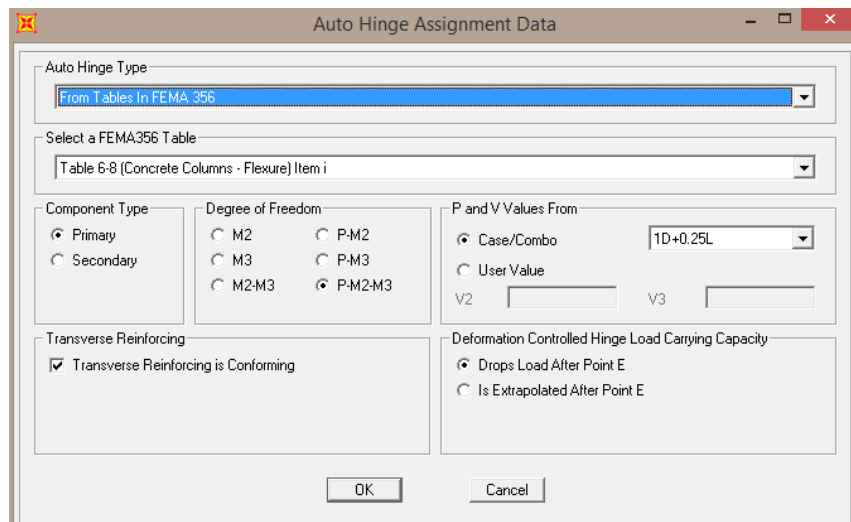 Auto Hinge Assignment Data
Auto Hinge Type
From Tables In FEMA 356
Select a FEMA356 Table
Table 6-8 (Concrete Columns - Flexure) Item i
Component Type
Primary
Secondary
Degree of Freedom
M2 P-M2
M3 P-M3
M2-M3 P-M2-M3
P and V Values From
Case/Combo 1D+0.25L
User Value
V2 V3
Transverse Reinforcing
Transverse Reinforcing is Conforming
Deformation Controlled Hinge Load Carrying Capacity
Drops Load After Point E
Is Extrapolated After Point E
OK Cancel